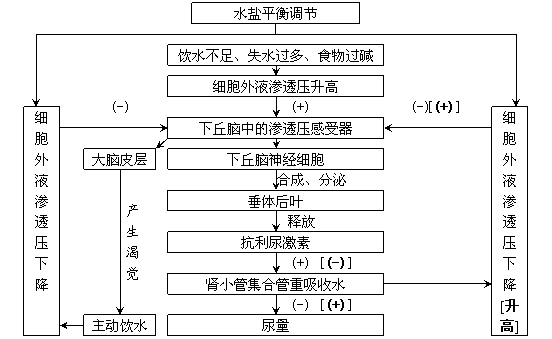 水盐平衡调节
饮水不足、失水过多、食物过碱
细胞外液渗透压升高
(-)
(+)
(-)[(+)]
下丘脑中的渗透压感受器
大脑皮层
下丘脑神经细胞
合成、分泌
垂体后叶
释放
抗利尿激素
(+) [(-)]
肾小管集合管重吸收水
(-) [(+)]
尿量
产生渴觉
主动饮水
细胞外液渗透压下降
细胞外液渗透压下降[升高]